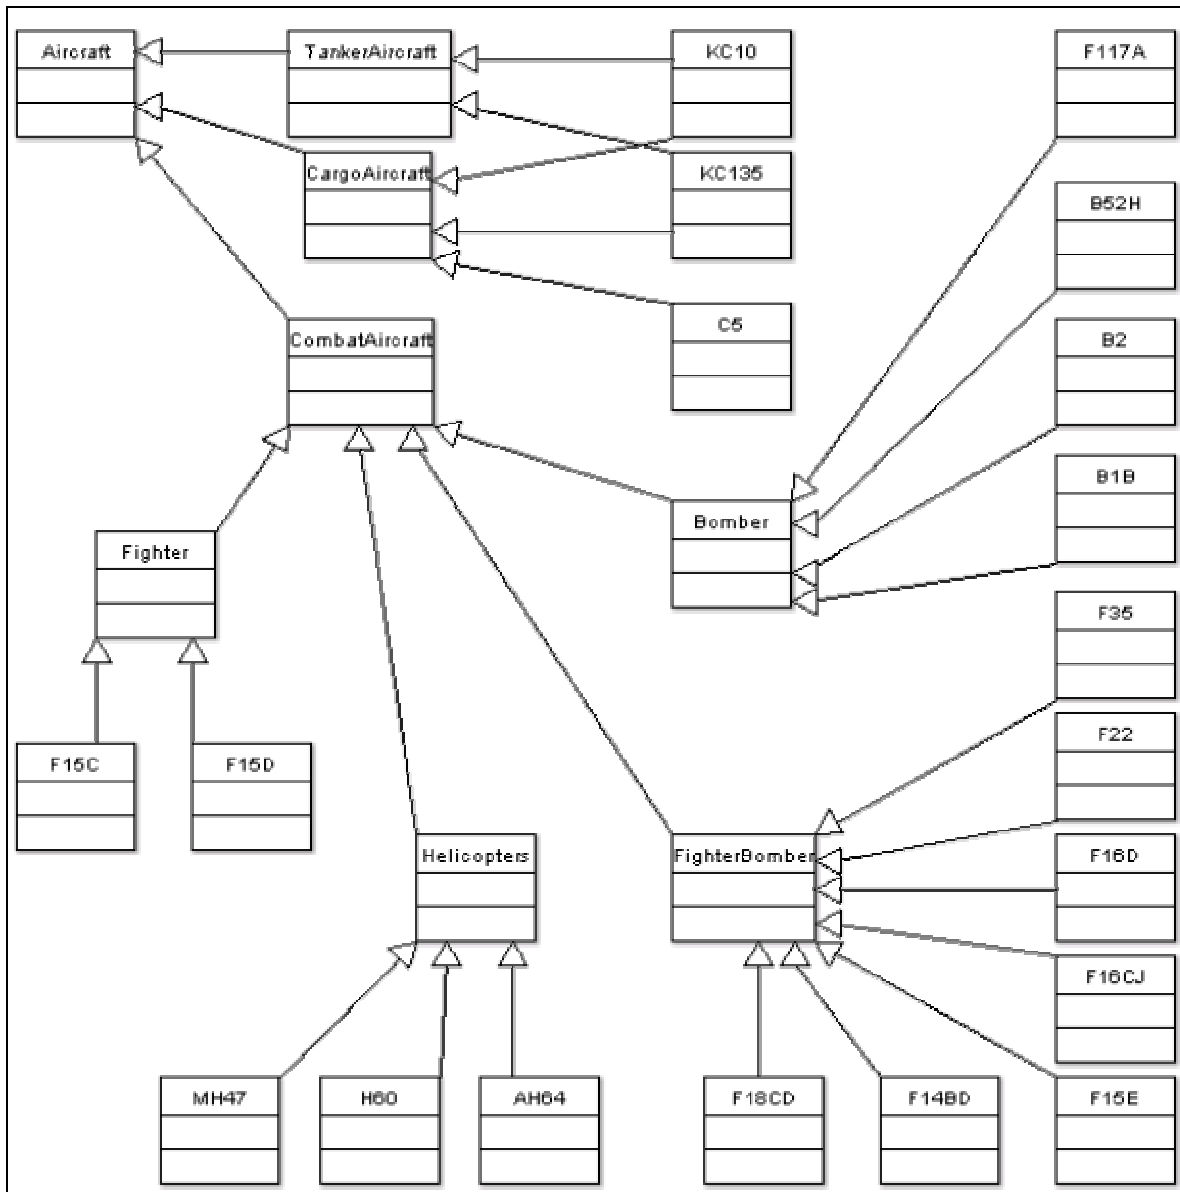 Aircraft
TankerAircraft
KC10
F117A
CargoAircraft
KC135
B52H
C5
CombatAircraft
B2
B1B
Bomber
Fighter
F35
F22
F15C
F15D
Helicopters
FighterBomber
F16D
F16CJ
MH47
H60
AH64
F18CD
F14BD
F15E